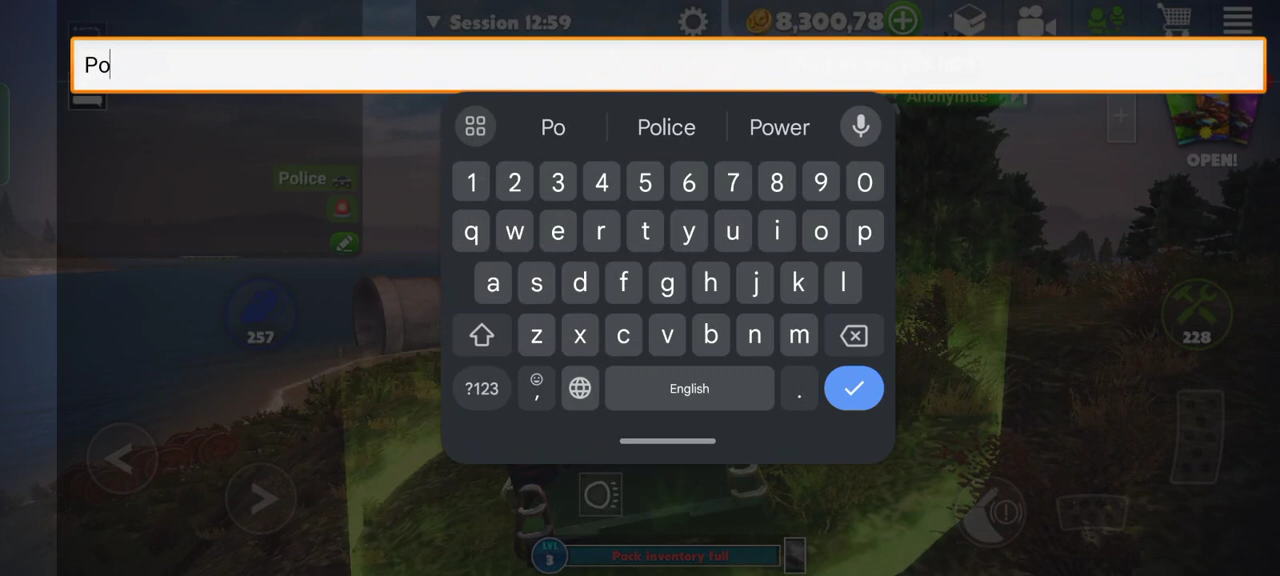 Session 12:59
8,300,78
Po
Anonymus
Po Police Power
OPEN!
Police
1 2 3 4 5 6 7 8 9 0
q w e r t y u i o p
a s d f g h j k l
z x c v b n m
257
228
?123 , English .
LVL 3
Pack inventory full